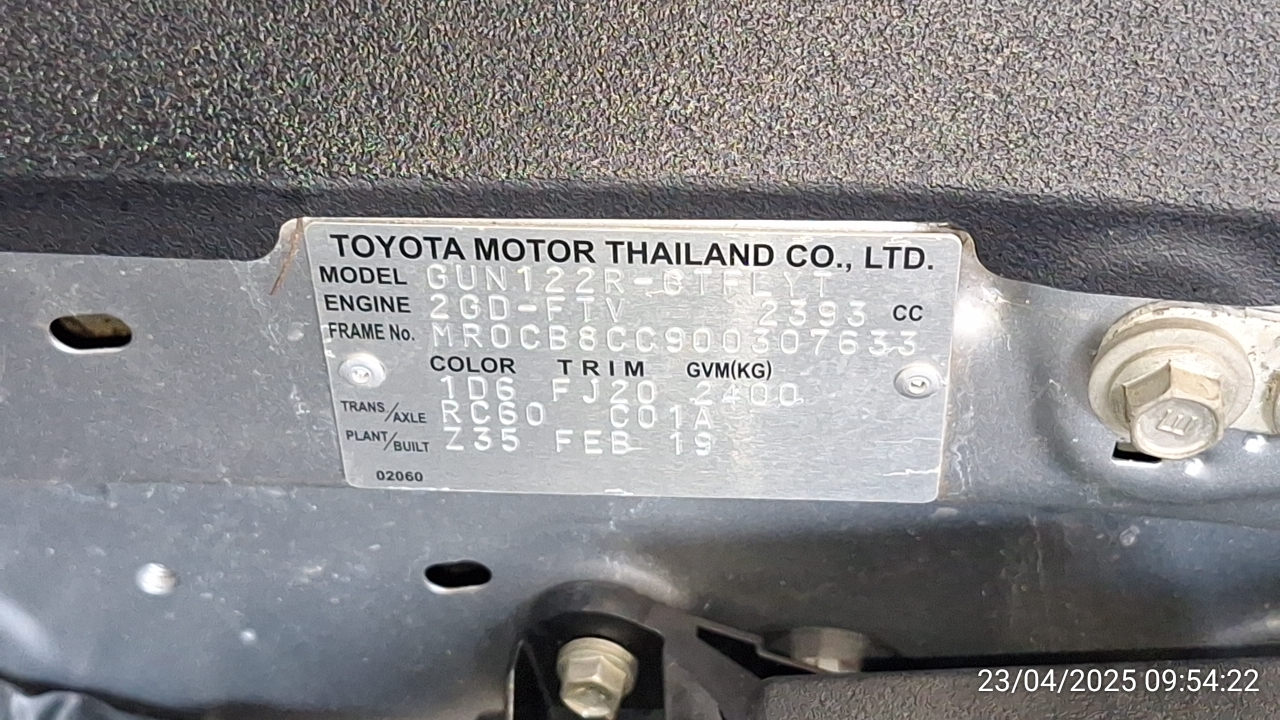 TOYOTA MOTOR THAILAND CO., LTD.
MODEL GUN122R-GTFLYT
ENGINE 2GD-FTV 2393 CC
FRAME No. MR0CB8CC900307633
COLOR TRIM GVM(KG)
1D6 FJ20 2400
TRANS/AXLE RC60 C01A
PLANT/BUILT Z35 FEB 19
02060
23/04/2025 09:54:22